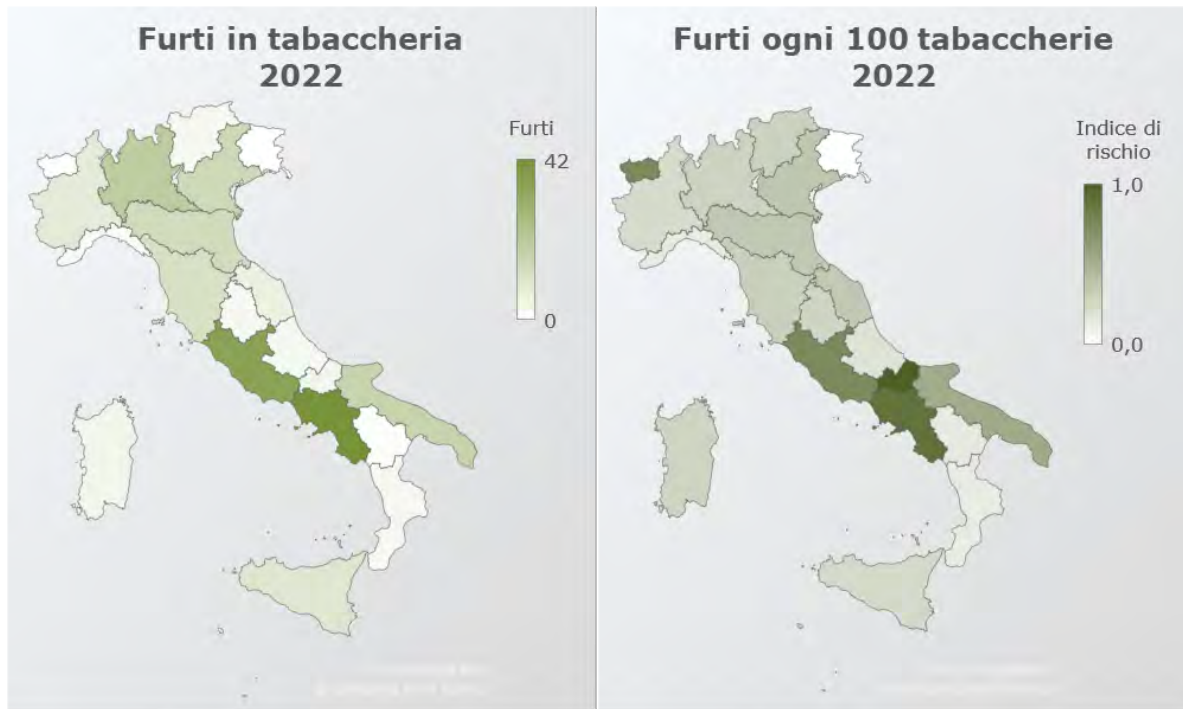 Furti in tabaccheria
2022
Furti
42
0
Furti ogni 100 tabaccherie
2022
Indice di
rischio
1,0
0,0